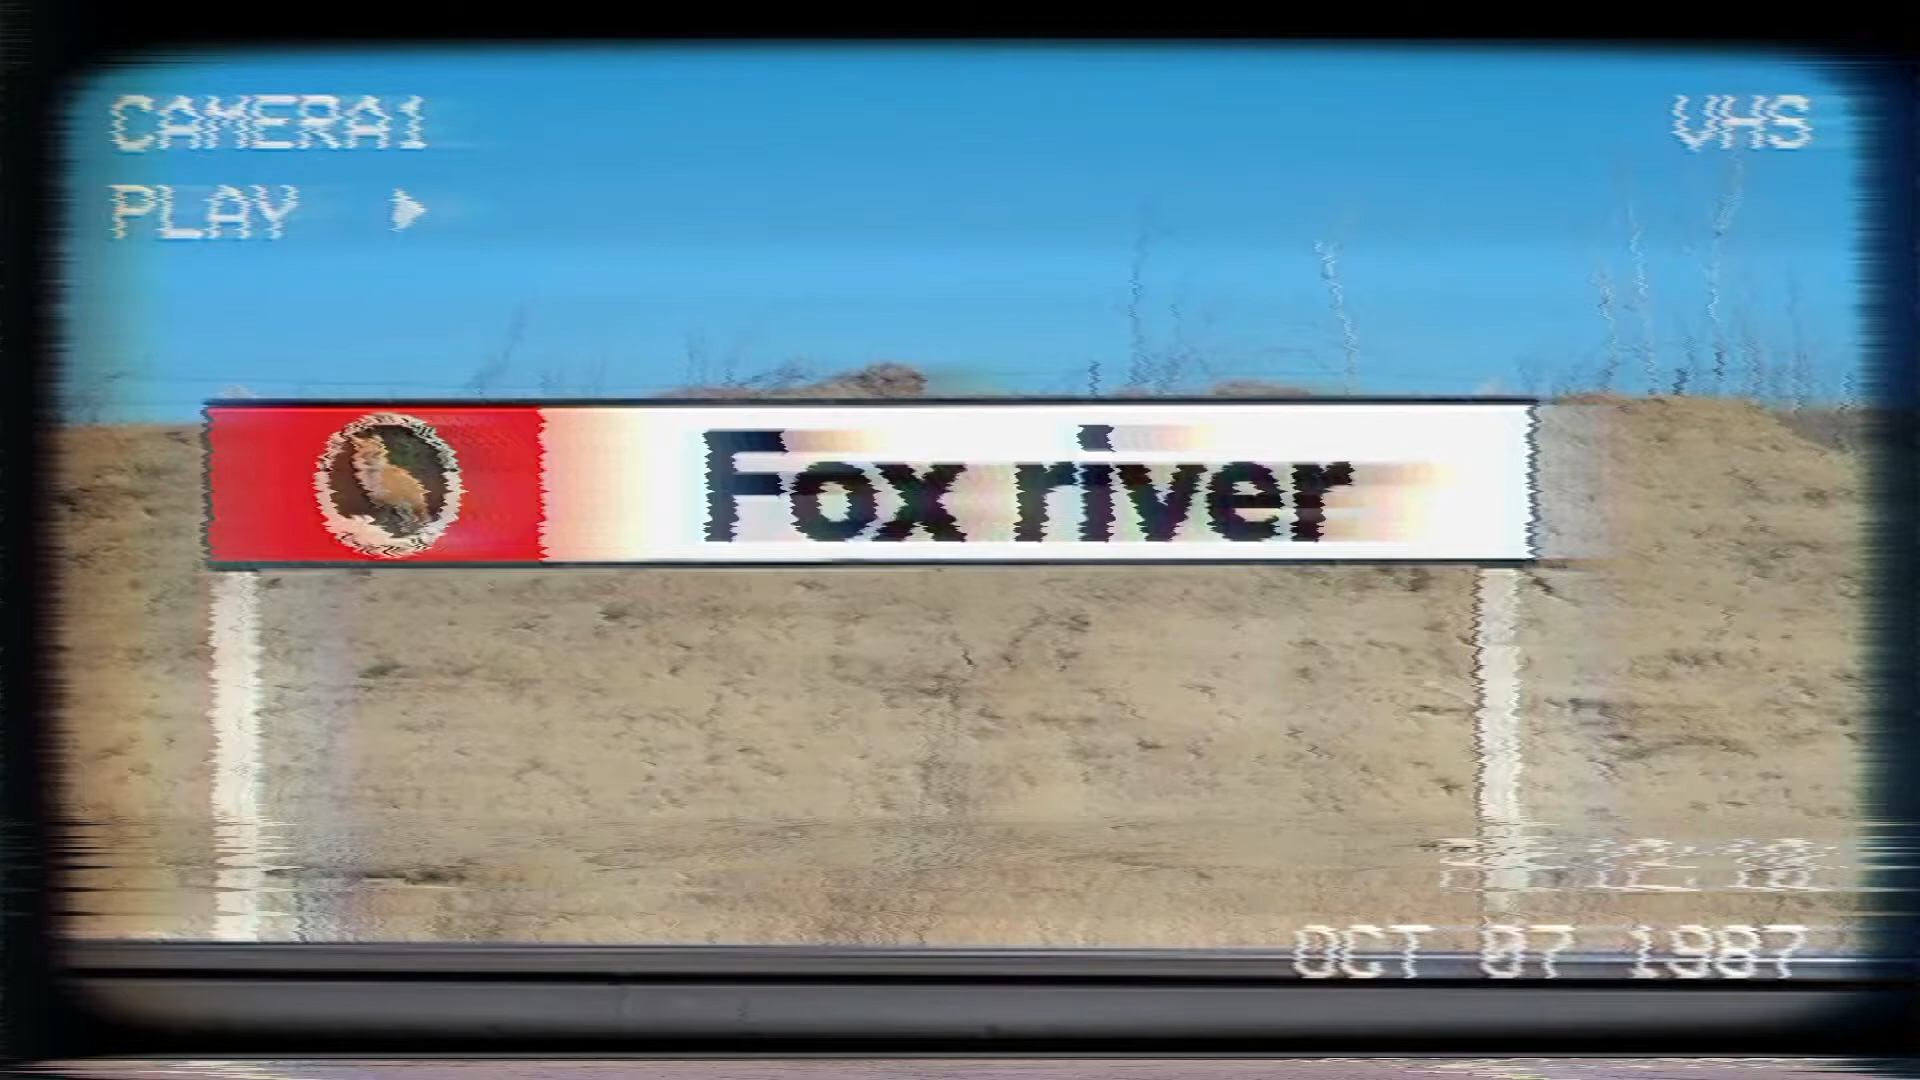 CAMERA1
VHS
PLAY
Fox river
OCT 07 1987